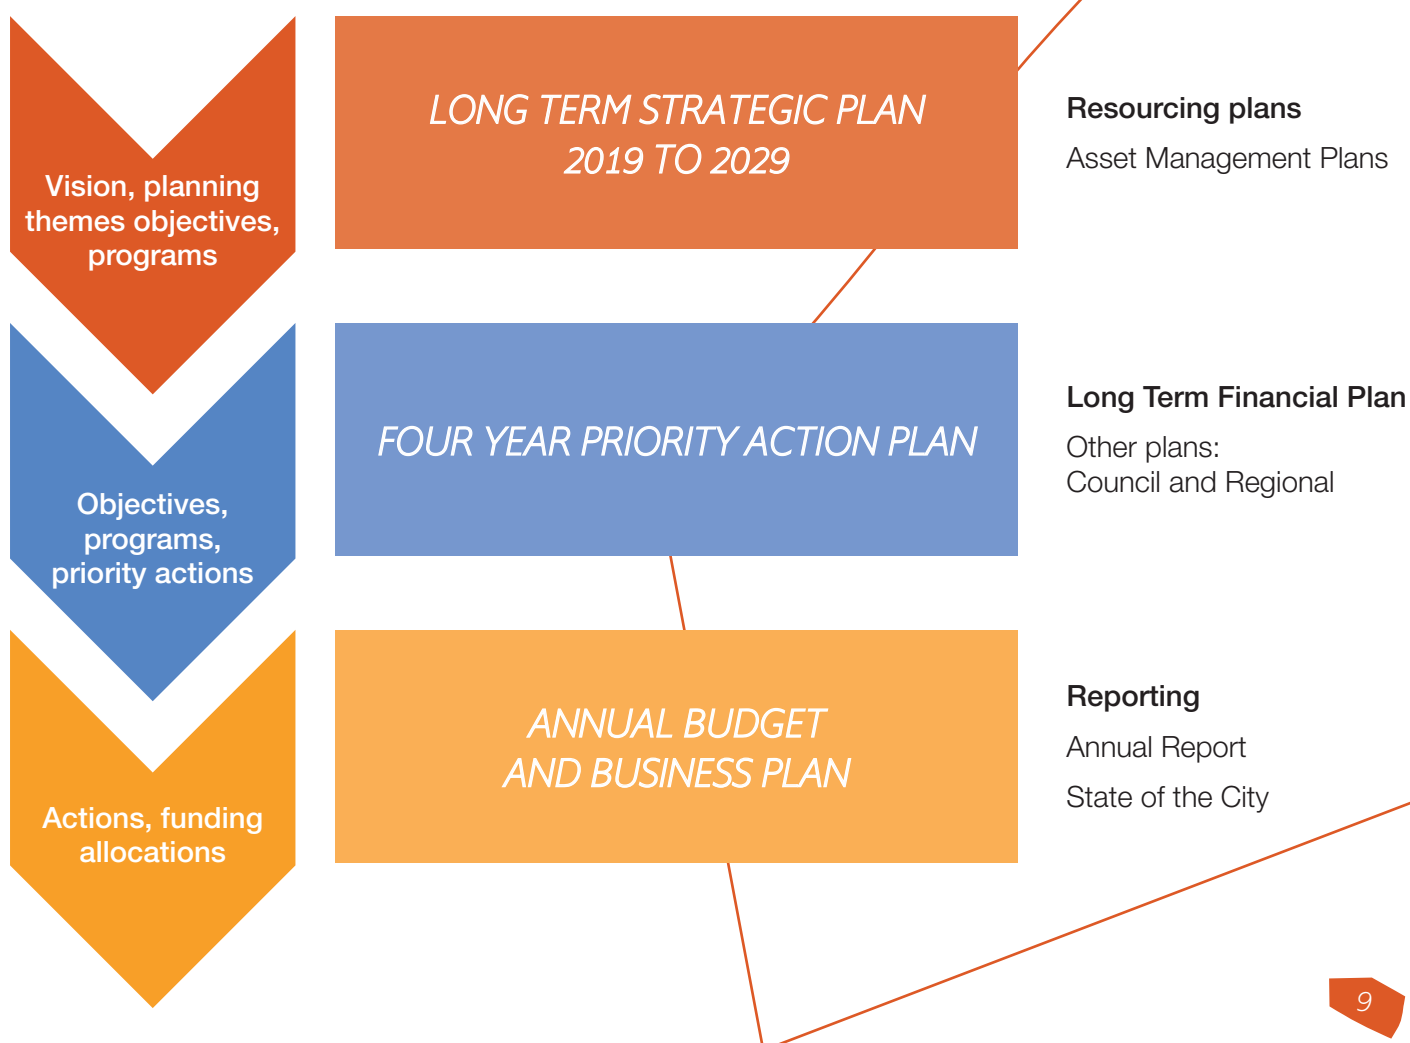 Vision, planning
themes objectives,
programs
LONG TERM STRATEGIC PLAN
2019 TO 2029
Resourcing plans
Asset Management Plans
Objectives,
programs,
priority actions
FOUR YEAR PRIORITY ACTION PLAN
Long Term Financial Plan
Other plans:
Council and Regional
Actions, funding
allocations
ANNUAL BUDGET
AND BUSINESS PLAN
Reporting
Annual Report
State of the City
9